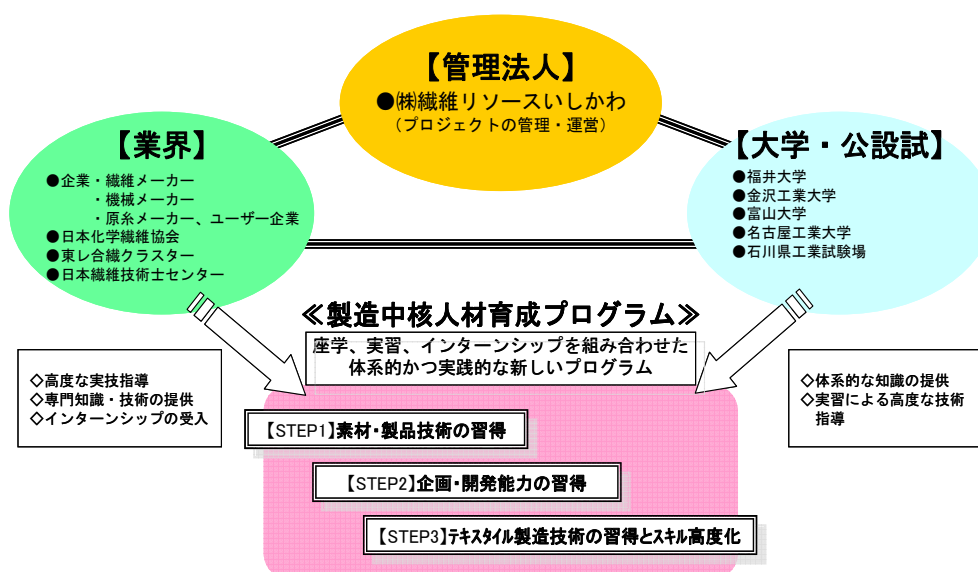 【管理法人】
●㈱繊維リソースいしかわ
（プロジェクトの管理・運営）
【業界】
●企業・繊維メーカー
・機械メーカー
・原糸メーカー、ユーザー企業
●日本化学繊維協会
●東レ合繊クラスター
●日本繊維技術士センター
【大学・公設試】
●福井大学
●金沢工業大学
●富山大学
●名古屋工業大学
●石川県工業試験場
≪製造中核人材育成プログラム≫
座学、実習、インターンシップを組み合わせた
体系的かつ実践的な新しいプログラム
◇高度な実技指導
◇専門知識・技術の提供
◇インターンシップの受入
◇体系的な知識の提供
◇実習による高度な技術
指導
【STEP1】素材・製品技術の習得
【STEP2】企画・開発能力の習得
【STEP3】テキスタイル製造技術の習得とスキル高度化